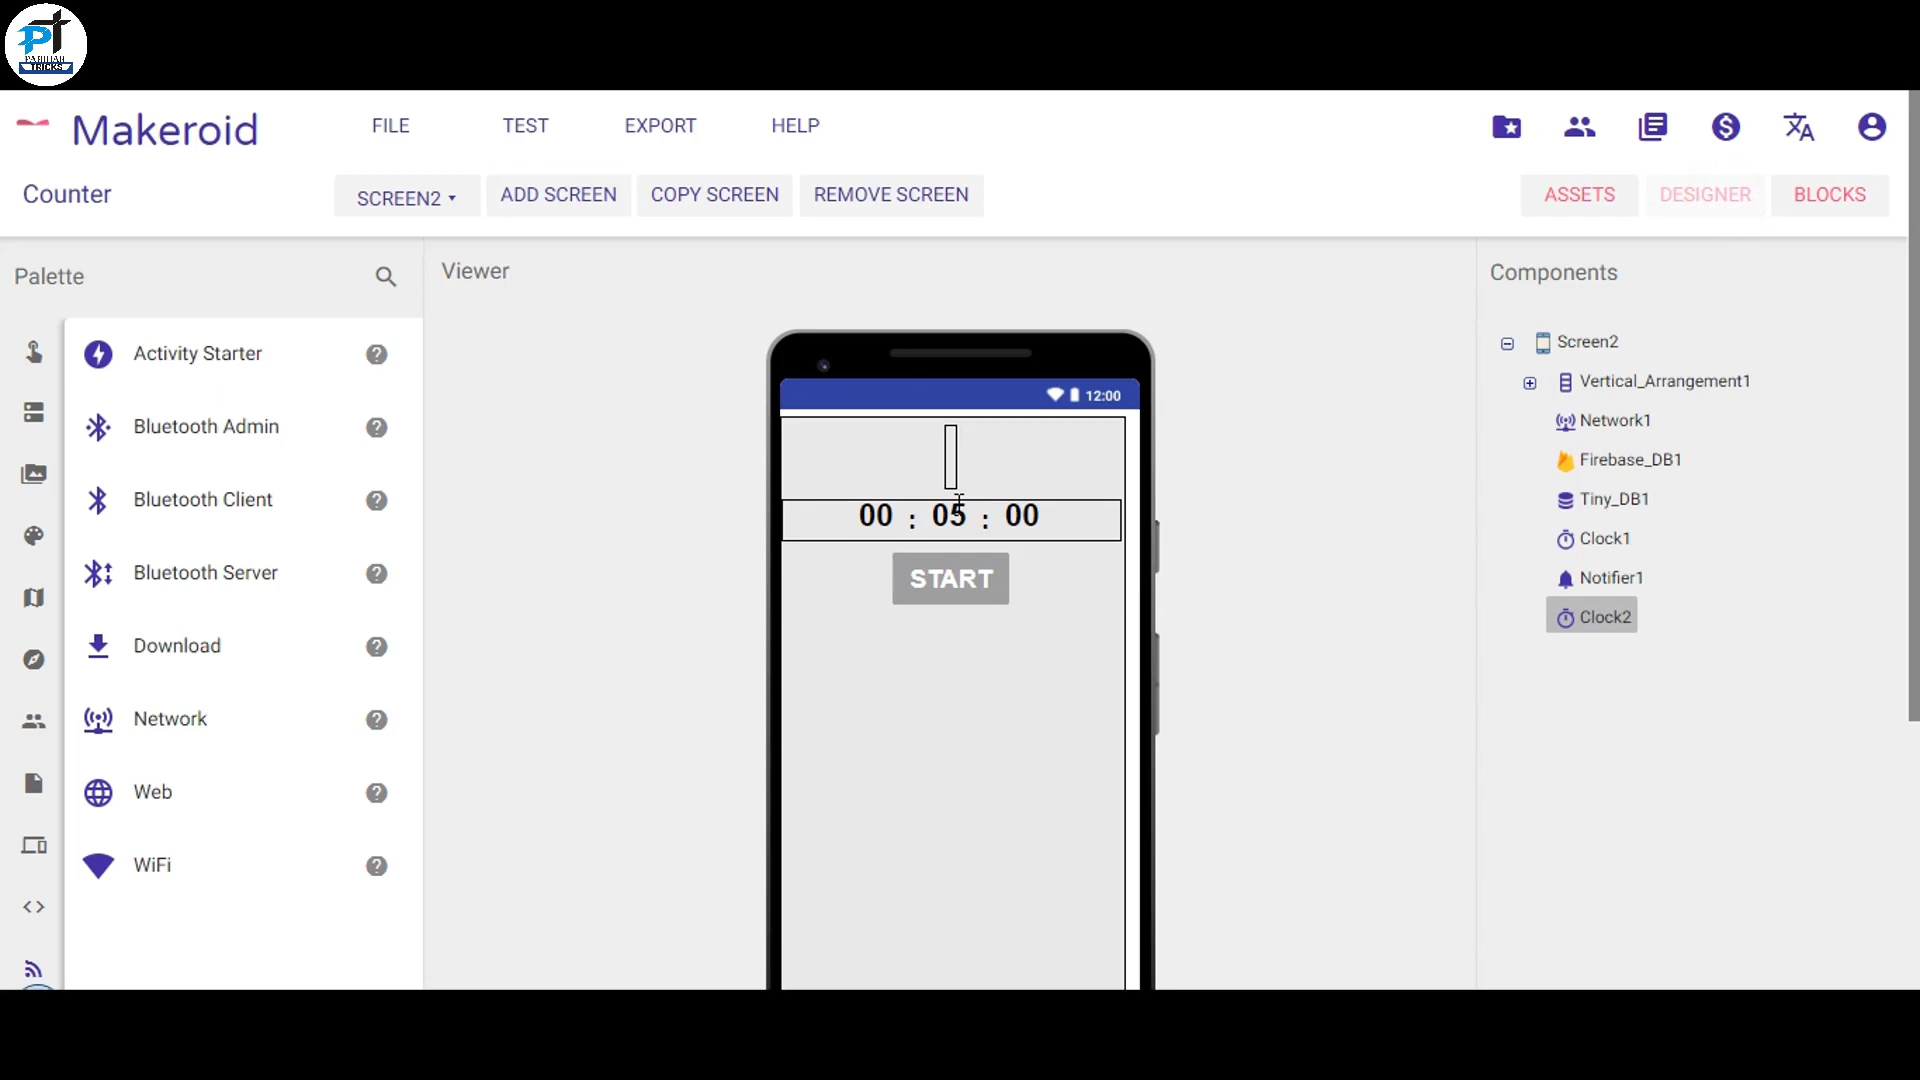 PT
TRICKS
Makeroid
FILE
TEST
EXPORT
HELP
Counter
SCREEN2
ADD SCREEN
COPY SCREEN
REMOVE SCREEN
ASSETS
DESIGNER
BLOCKS
Palette
Activity Starter
Bluetooth Admin
Bluetooth Client
Bluetooth Server
Download
Network
Web
WiFi
Viewer
12:00
00 : 05 : 00
START
Components
Screen2
Vertical_Arrangement1
Network1
Firebase_DB1
Tiny_DB1
Clock1
Notifier1
Clock2